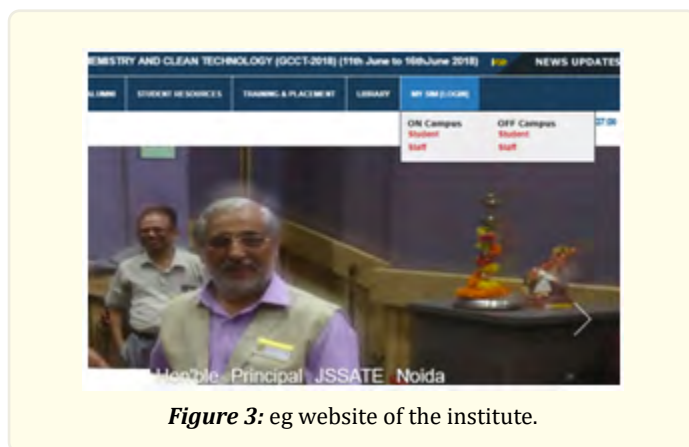 EMISTRY AND CLEAN TECHNOLOGY (GCCT-2018) (11th June to 16thJune 2018) NEWS UPDATES
ALUMNI STUDENT RESOURCES TRAINING & PLACEMENT LIBRARY MY SIM (LOGIN)
ON Campus OFF Campus
Student Student
Staff Staff
Hon'ble Principal JSSATE Noida
Figure 3: eg website of the institute.